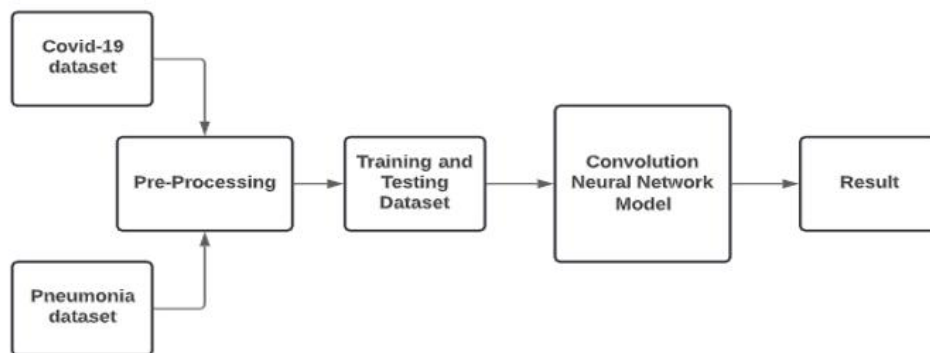 Covid-19
dataset
Pre-Processing
Training and
Testing
Dataset
Convolution
Neural Network
Model
Result
Pneumonia
dataset